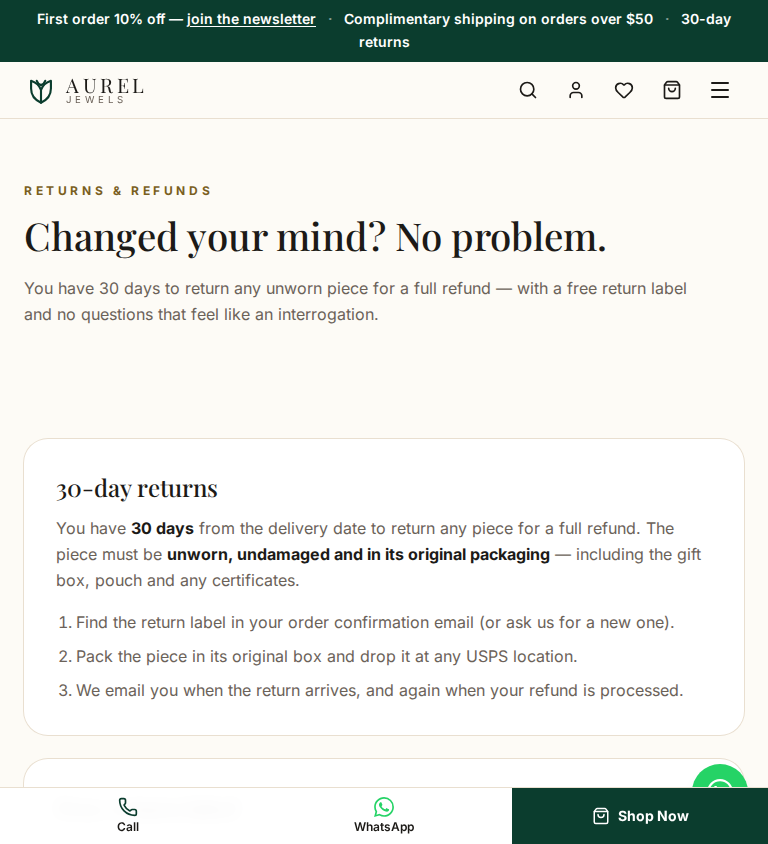 First order 10% off — join the newsletter · Complimentary shipping on orders over $50 · 30-day
returns
AUREL
JEWELS
RETURNS & REFUNDS
Changed your mind? No problem.
You have 30 days to return any unworn piece for a full refund — with a free return label
and no questions that feel like an interrogation.
30-day returns
You have 30 days from the delivery date to return any piece for a full refund. The
piece must be unworn, undamaged and in its original packaging — including the gift
box, pouch and any certificates.
1. Find the return label in your order confirmation email (or ask us for a new one).
2. Pack the piece in its original box and drop it at any USPS location.
3. We email you when the return arrives, and again when your refund is processed.
Call
WhatsApp
Shop Now